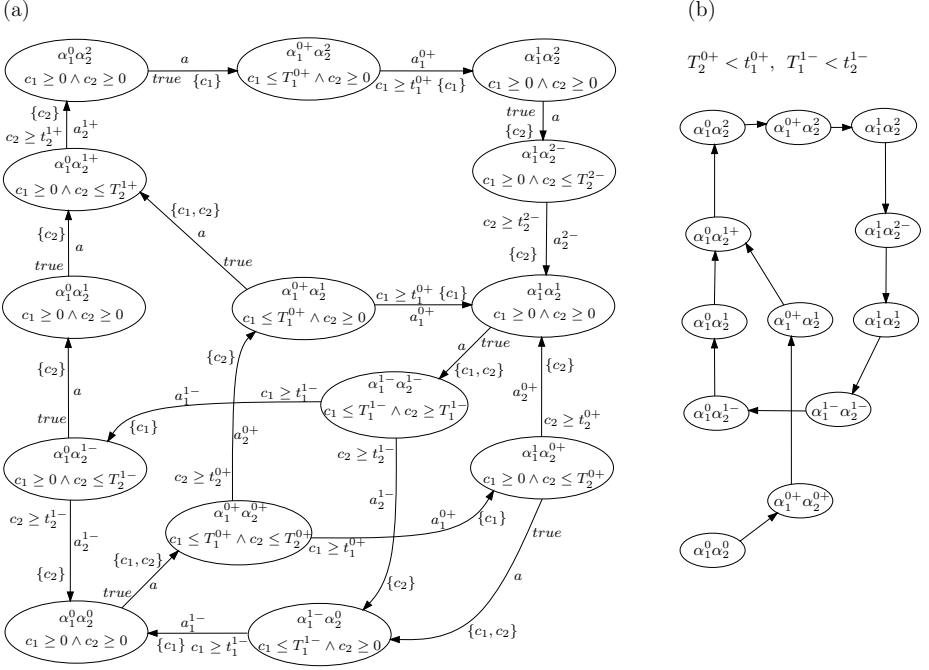 (a)
(b)
α₁⁰α₂²
c₁ ≥ 0 ∧ c₂ ≥ 0
a
true {c₁}
α₁⁰⁺α₂²
c₁ ≤ T₁⁰⁺ ∧ c₂ ≥ 0
a₁⁰⁺
c₁ ≥ t₁⁰⁺ {c₁}
α₁¹α₂²
c₁ ≥ 0 ∧ c₂ ≥ 0
{c₂}
c₂ ≥ t₂¹⁺ a₂¹⁺
true a
{c₂}
α₁⁰α₂¹⁺
c₁ ≥ 0 ∧ c₂ ≤ T₂¹⁺
α₁¹α₂²⁻
c₁ ≥ 0 ∧ c₂ ≤ T₂²⁻
{c₁, c₂}
a
true
{c₂}
a
true
c₂ ≥ t₂²⁻
a₂²⁻
{c₂}
α₁⁰α₂¹
c₁ ≥ 0 ∧ c₂ ≥ 0
α₁⁰⁺α₂¹
c₁ ≤ T₁⁰⁺ ∧ c₂ ≥ 0
c₁ ≥ t₁⁰⁺ {c₁}
a₁⁰⁺
α₁¹α₂¹
c₁ ≥ 0 ∧ c₂ ≥ 0
a true
{c₁, c₂}
{c₂}
a
true
{c₂}
a₂⁰⁺
c₂ ≥ t₂⁰⁺
α₁¹⁻α₂¹⁻
c₁ ≤ T₁¹⁻ ∧ c₂ ≥ T₁¹⁻
a₁¹⁻ c₁ ≥ t₁¹⁻
{c₁}
{c₂}
a₂⁰⁺
c₂ ≥ t₂⁰⁺
α₁⁰α₂¹⁻
c₁ ≥ 0 ∧ c₂ ≤ T₂¹⁻
c₂ ≥ t₂¹⁻
a₂¹⁻
{c₂}
α₁¹α₂⁰⁺
c₁ ≥ 0 ∧ c₂ ≤ T₂⁰⁺
c₂ ≥ t₂¹⁻
a₂¹⁻
{c₂}
α₁⁰⁺α₂⁰⁺
c₁ ≤ T₁⁰⁺ ∧ c₂ ≤ T₂⁰⁺
c₁ ≥ t₁⁰⁺
a₁⁰⁺ {c₁}
true
a
{c₁, c₂}
{c₁, c₂}
true a
α₁⁰α₂⁰
c₁ ≥ 0 ∧ c₂ ≥ 0
a₁¹⁻
{c₁} c₁ ≥ t₁¹⁻
α₁¹⁻α₂⁰
c₁ ≤ T₁¹⁻ ∧ c₂ ≥ 0
T₂⁰⁺ < t₁⁰⁺, T₁¹⁻ < t₂¹⁻
α₁⁰α₂²
α₁⁰⁺α₂²
α₁¹α₂²
α₁⁰α₂¹⁺
α₁¹α₂²⁻
α₁⁰α₂¹
α₁⁰⁺α₂¹
α₁¹α₂¹
α₁⁰α₂¹⁻
α₁¹⁻α₂¹⁻
α₁⁰⁺α₂⁰⁺
α₁⁰α₂⁰